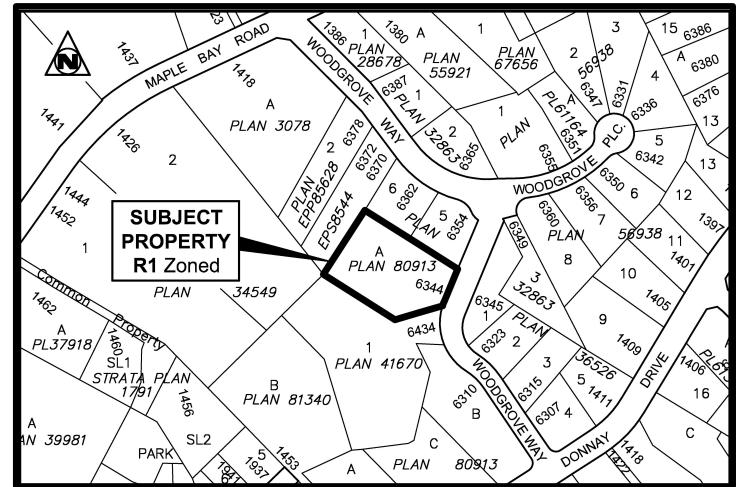 N
SUBJECT
PROPERTY
R1 Zoned
MAPLE BAY ROAD
WOODGROVE
WAY
WOODGROVE
PLC.
WOODGROVE WAY
DONNAY
DRIVE
1437
1441
1426
1418
1444
1452
A
PLAN 3078
2
1
PLAN 34549
2
PLAN
EPP85628
EPS8544
6378
6372
6370
6
6362
PLAN
5
6354
A
PLAN 80913
6344
1386
1
PLAN
28678
1380
A
PLAN
55921
1
PLAN
67656
6387
1
PLAN
32863
2
6365
1
PLAN
A
PL61164
6351
6355
2
56938
6347
3
6331
4
6336
15
6386
A
6380
6376
13
5
6342
13
6
6350
12
7
6356
6360
PLAN 56938
8
11
1397
1401
10
1405
9
1409
6349
3
32863
6345
1
6323
2
PLAN
36526
3
6315
5
1411
4
6307
1406
16
C
1418
1422
6434
1
PLAN 41670
6310
B
C
PLAN 80913
A
B
PLAN 81340
Common Property
1462
A
PL37918
1460
SL1
STRATA PLAN
1791
1456
SL2
PARK
5
1937
1941
1453
A
AN 39981